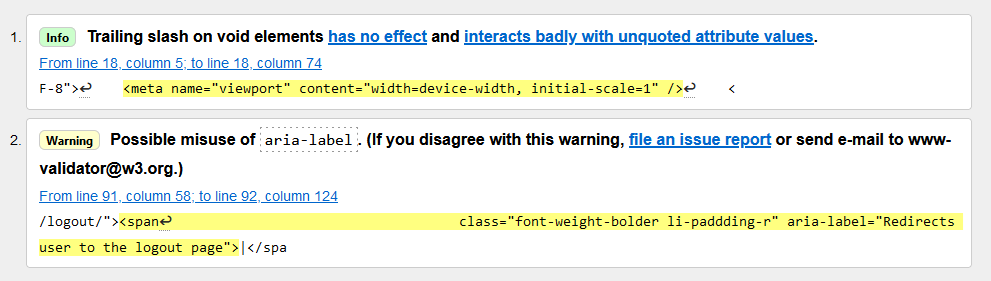 1. Info Trailing slash on void elements has no effect and interacts badly with unquoted attribute values.
From line 18, column 5; to line 18, column 74
F-8">↩ <meta name="viewport" content="width=device-width, initial-scale=1" />↩ <
2. Warning Possible misuse of aria-label. (If you disagree with this warning, file an issue report or send e-mail to www-
validator@w3.org.)
From line 91, column 58; to line 92, column 124
/logout/"><span↩ class="font-weight-bolder li-paddding-r" aria-label="Redirects
user to the logout page">|</spa